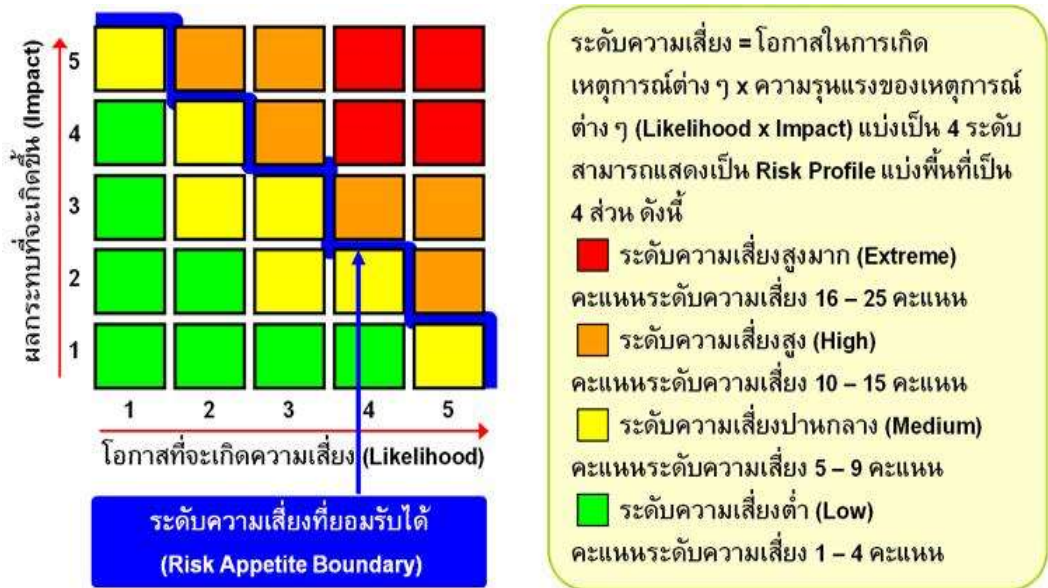 ผลกระทบที่จะเกิดขึ้น (Impact)
5
4
3
2
1
1 2 3 4 5
โอกาสที่จะเกิดความเสี่ยง (Likelihood)
ระดับความเสี่ยงที่ยอมรับได้
(Risk Appetite Boundary)
ระดับความเสี่ยง = โอกาสในการเกิด
เหตุการณ์ต่าง ๆ x ความรุนแรงของเหตุการณ์
ต่าง ๆ (Likelihood x Impact) แบ่งเป็น 4 ระดับ
สามารถแสดงเป็น Risk Profile แบ่งพื้นที่เป็น
4 ส่วน ดังนี้
ระดับความเสี่ยงสูงมาก (Extreme)
คะแนนระดับความเสี่ยง 16 – 25 คะแนน
ระดับความเสี่ยงสูง (High)
คะแนนระดับความเสี่ยง 10 – 15 คะแนน
ระดับความเสี่ยงปานกลาง (Medium)
คะแนนระดับความเสี่ยง 5 – 9 คะแนน
ระดับความเสี่ยงต่ำ (Low)
คะแนนระดับความเสี่ยง 1 – 4 คะแนน